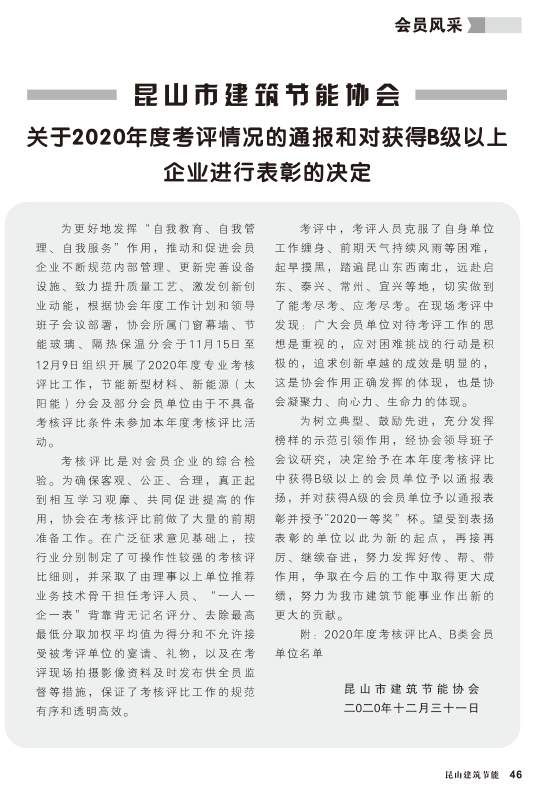 会员风采
昆山市建筑节能协会
关于2020年度考评情况的通报和对获得B级以上
企业进行表彰的决定
为更好地发挥“自我教育、自我管
理、自我服务”作用，推动和促进会员
企业不断规范内部管理、更新完善设备
设施、致力提升质量工艺、激发创新创
业动能，根据协会年度工作计划和领导
班子会议部署，协会所属门窗幕墙、节
能玻璃、隔热保温分会于11月15日至
12月9日组织开展了2020年度专业考核
评比工作，节能新型材料、新能源（太
阳能）分会及部分会员单位由于不具备
考核评比条件未参加本年度考核评比活
动。
考核评比是对会员企业的综合检
验。为确保客观、公正、合理，真正起
到相互学习观摩、共同促进提高的作
用，协会在考核评比前做了大量的前期
准备工作。在广泛征求意见基础上，按
行业分别制定了可操作性较强的考核评
比细则，并采取了由理事以上单位推荐
业务技术骨干担任考评人员、“一人一
企一表”背靠背无记名评分、去除最高
最低分取加权平均值为得分和不允许接
受被考评单位的宴请、礼物，以及在考
评现场拍摄影像资料及时发布供全员监
督等措施，保证了考核评比工作的规范
有序和透明高效。
考评中，考评人员克服了自身单位
工作缠身、前期天气持续风雨等困难，
起早摸黑，踏遍昆山东西南北，远赴启
东、泰兴、常州、宜兴等地，切实做到
了能考尽考、应考尽考。在现场考评中
发现：广大会员单位对待考评工作的思
想是重视的，应对困难挑战的行动是积
极的，追求创新卓越的成效是明显的，
这是协会作用正确发挥的体现，也是协
会凝聚力、向心力、生命力的体现。
为树立典型、鼓励先进，充分发挥
榜样的示范引领作用，经协会领导班子
会议研究，决定给予在本年度考核评比
中获得B级以上的会员单位予以通报表
扬，并对获得A级的会员单位予以通报表
彰并授予"2020一等奖”杯。望受到表扬
表彰的单位以此为新的起点，再接再
厉、继续奋进，努力发挥好传、帮、带
作用，争取在今后的工作中取得更大成
绩，努力为我市建筑节能事业作出新的
更大的贡献。
附：2020年度考核评比A、B类会员
单位名单
昆山市建筑节能协会
二〇二〇年十二月三十一日
昆山建筑节能 46